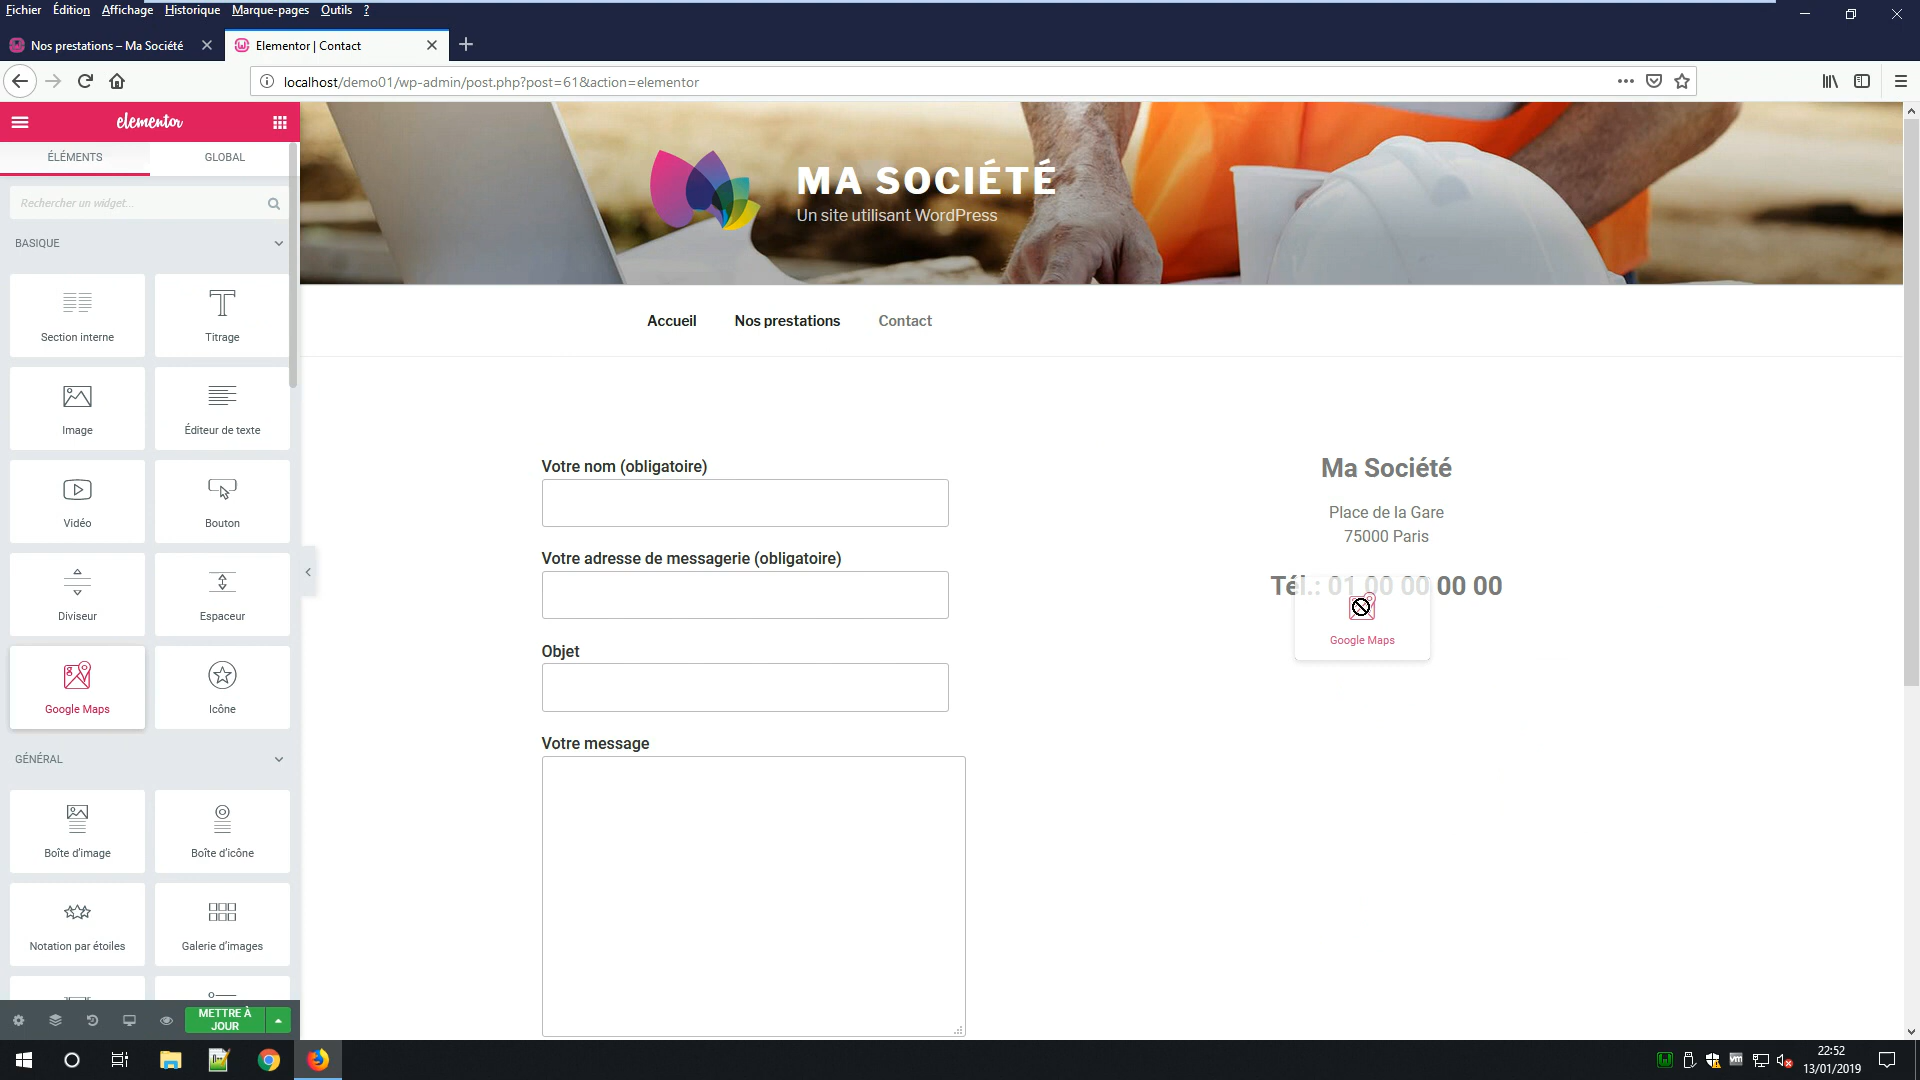 Fichier Édition Affichage Historique Marque-pages Outils ?
Nos prestations – Ma Société
Elementor | Contact
localhost/demo01/wp-admin/post.php?post=61&action=elementor
elementor
ÉLÉMENTS GLOBAL
Rechercher un widget...
BASIQUE
Section interne Titrage
Image Éditeur de texte
Vidéo Bouton
Diviseur Espaceur
Google Maps Icône
GÉNÉRAL
Boîte d'image Boîte d'icône
Notation par étoiles Galerie d'images
METTRE À
JOUR
MA SOCIÉTÉ
Un site utilisant WordPress
Accueil Nos prestations Contact
Votre nom (obligatoire)
Votre adresse de messagerie (obligatoire)
Objet
Votre message
Ma Société
Place de la Gare
75000 Paris
Tél.: 01 00 00 00 00
Google Maps
22:52
13/01/2019